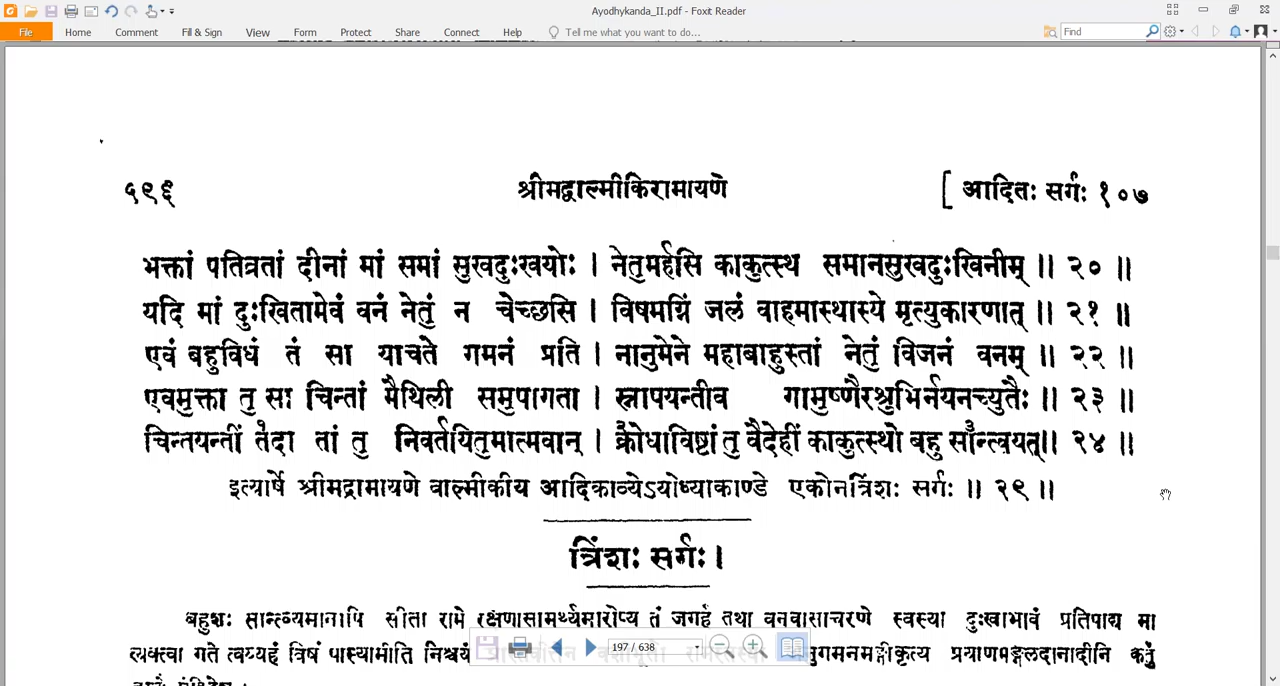 Ayodhykanda_II.pdf - Foxit Reader
File Home Comment Fill & Sign View Form Protect Share Connect Help Tell me what you want to do... Find
५९६ श्रीमद्वाल्मीकिरामायणे [ आदितः सर्गः १०७
भक्तां पतिव्रतां दीनां मां समां सुखदुःखयोः । नेतुमर्हसि काकुत्स्थ समानसुखदुःखिनीम् ॥ २० ॥
यदि मां दुःखितामेवं वनं नेतुं न चेच्छसि । विषमग्निं जलं वाहमास्थास्ये मृत्युकारणात् ॥ २१ ॥
एवं बहुविधं तं सा याचते गमनं प्रति । नानुमेने महाबाहुस्तां नेतुं विजनं वनम् ॥ २२ ॥
एवमुक्ता तु सा चिन्तां मैथिली समुपागता । स्नापयन्तीव गामुष्णैरश्रुभिर्नयनच्युतैः ॥ २३ ॥
चिन्तयन्तीं तदा तां तु निवर्तयितुमात्मवान् । क्रोधाविष्टां तु वैदेहीं काकुत्स्थो बहु सान्त्वयत् ॥ २४ ॥
इत्यार्षे श्रीमद्रामायणे वाल्मीकीय आदिकाव्येऽयोध्याकाण्डे एकोनत्रिंशः सर्गः ॥ २९ ॥
त्रिंशः सर्गः ।
बहुशः सान्त्व्यमानापि सीता रामे रक्षणासामर्थ्यमारोप्य तं जगर्हे तथा वनवासाचरणे स्वस्या दुःखाभावं प्रतिपाद्य मा
त्यक्त्वा गते त्वय्यहं विषं पास्यामीति निश्चयं
197 / 638